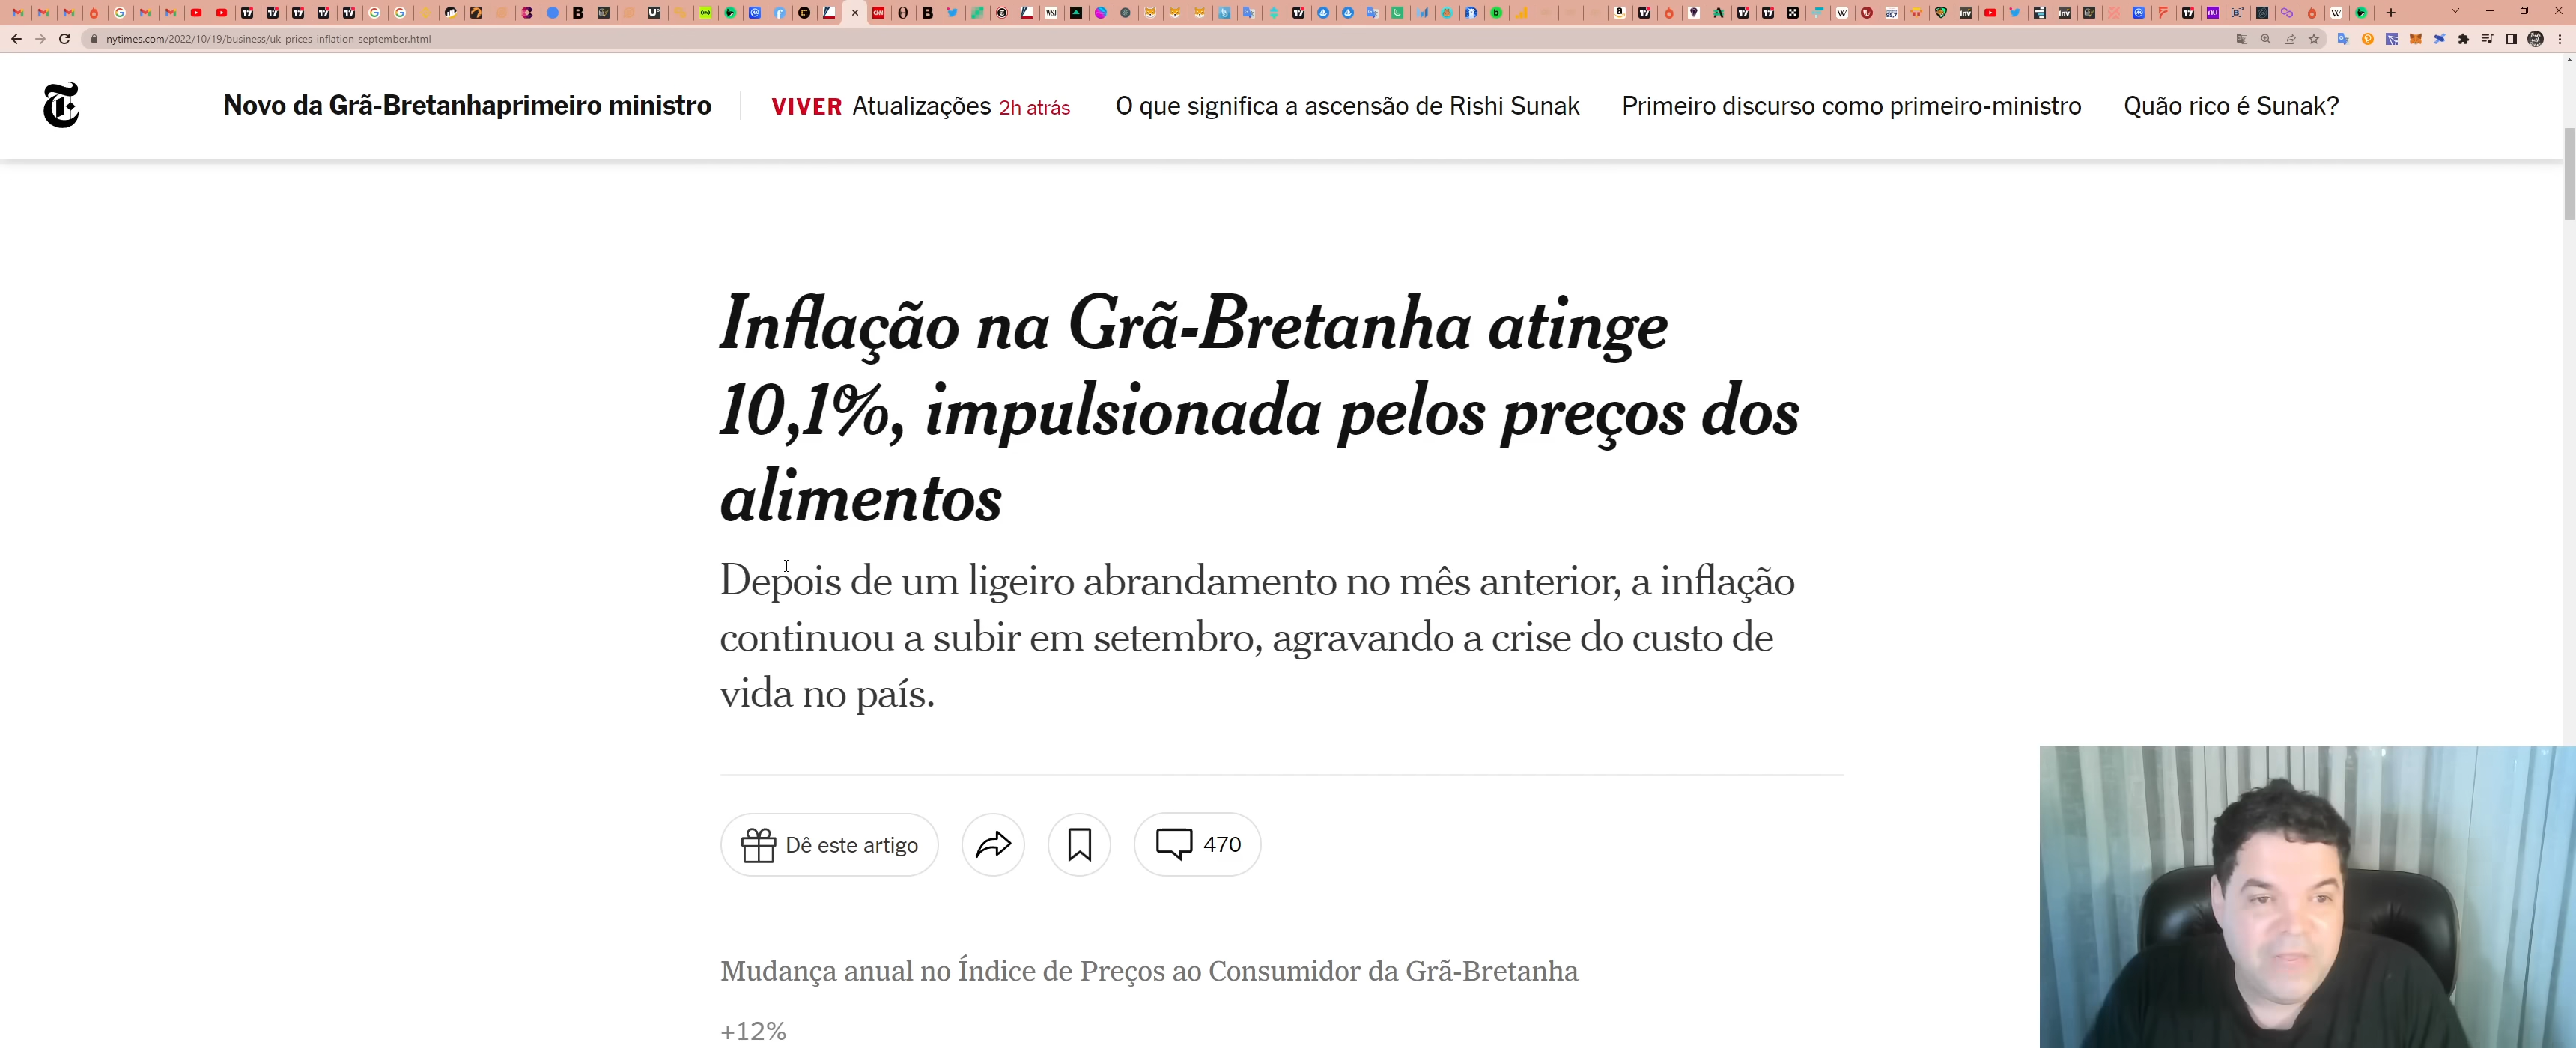 nytimes.com/2022/10/19/business/uk-prices-inflation-september.html
Novo da Grã-Bretanhaprimeiro ministro
VIVER Atualizações 2h atrás
O que significa a ascensão de Rishi Sunak
Primeiro discurso como primeiro-ministro
Quão rico é Sunak?
Inflação na Grã-Bretanha atinge
10,1%, impulsionada pelos preços dos
alimentos
Depois de um ligeiro abrandamento no mês anterior, a inflação
continuou a subir em setembro, agravando a crise do custo de
vida no país.
Dê este artigo
470
Mudança anual no Índice de Preços ao Consumidor da Grã-Bretanha
+12%